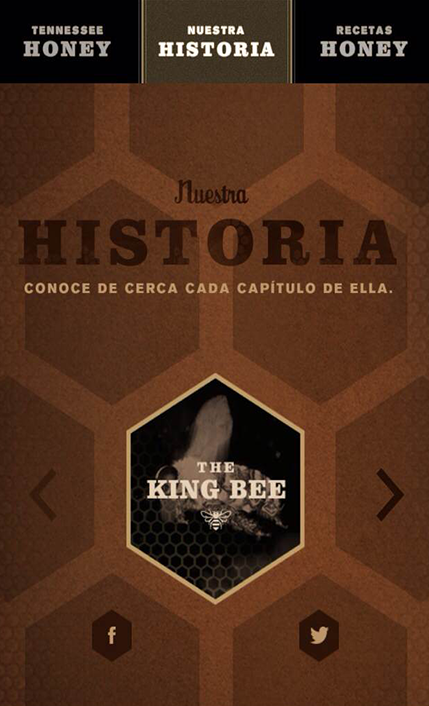 TENNESSEE
HONEY
NUESTRA
HISTORIA
RECETAS
HONEY
Nuestra
HISTORIA
CONOCE DE CERCA CADA CAPÍTULO DE ELLA.
THE
KING BEE